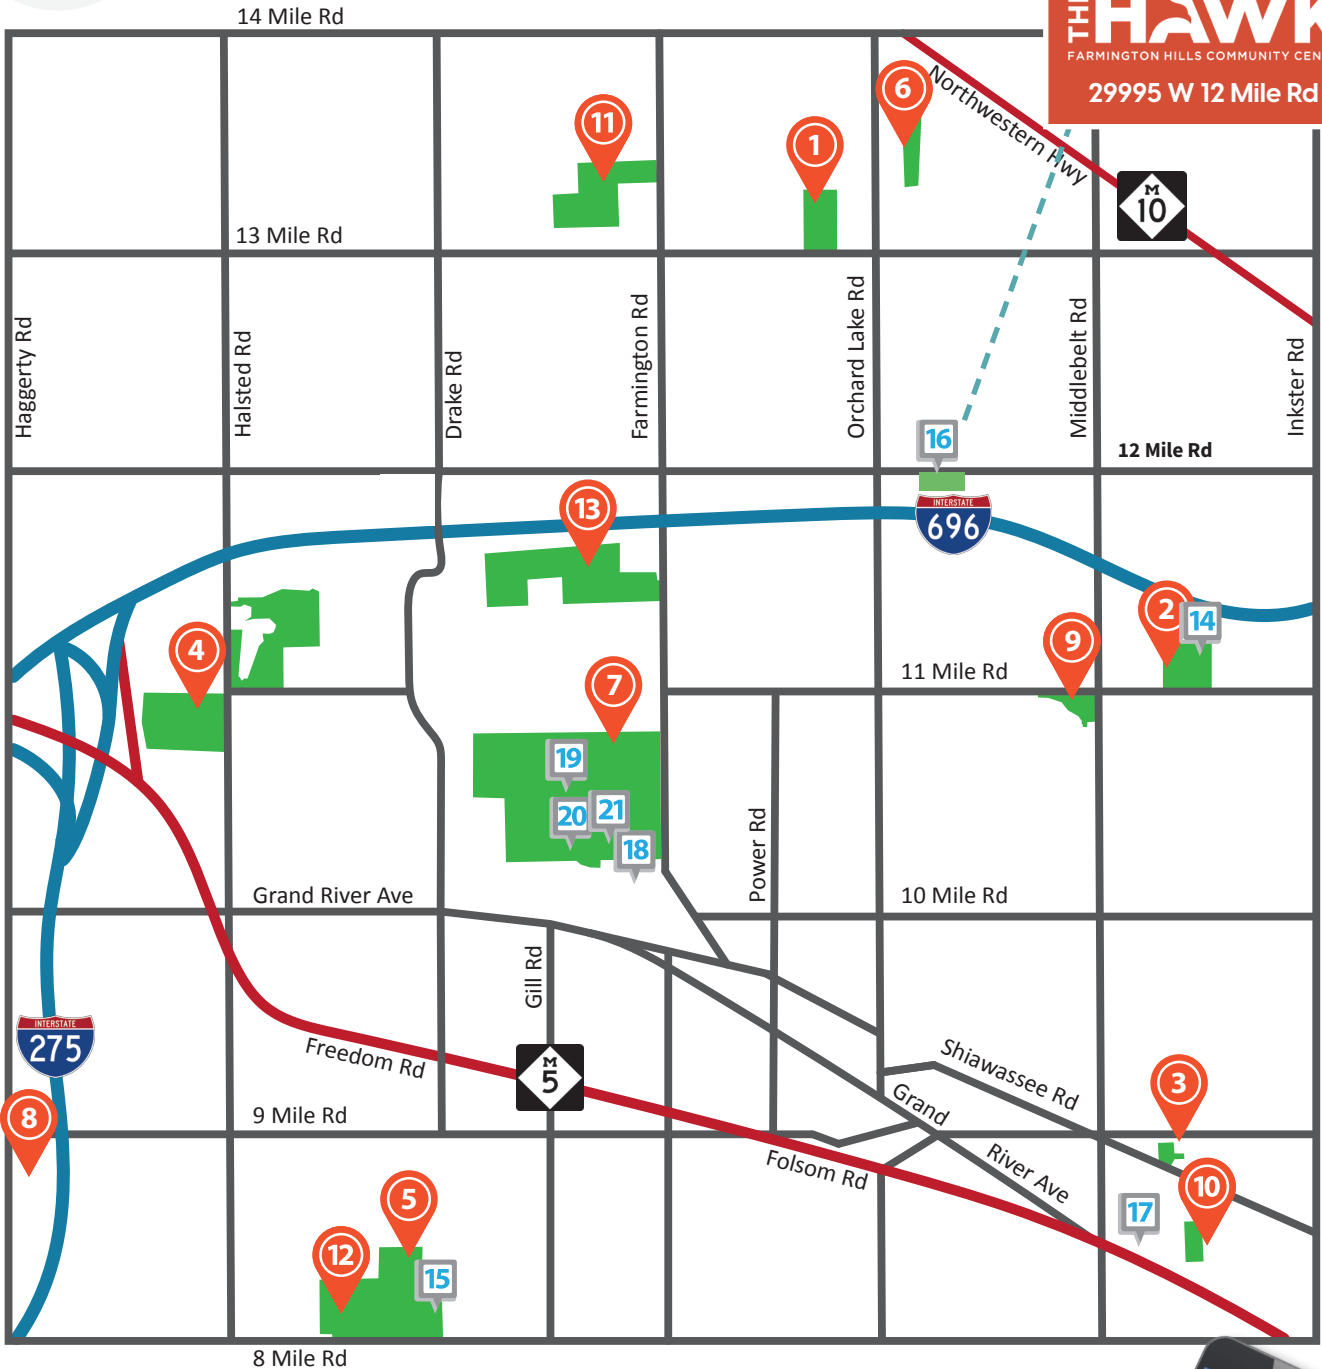 14 Mile Rd
THE HAWK
FARMINGTON HILLS COMMUNITY CEN
29995 W 12 Mile Rd
6
Northwestern Hwy
11
1
M
10
13 Mile Rd
Haggerty Rd
Halsted Rd
Drake Rd
Farmington Rd
Orchard Lake Rd
Middlebelt Rd
Inkster Rd
16
12 Mile Rd
13
INTERSTATE
696
2
14
4
9
11 Mile Rd
7
19
20
21
18
Power Rd
Grand River Ave
10 Mile Rd
Gill Rd
INTERSTATE
275
Freedom Rd
M
5
Shiawassee Rd
3
8
9 Mile Rd
Grand
River Ave
Folsom Rd
10
17
5
12
15
8 Mile Rd